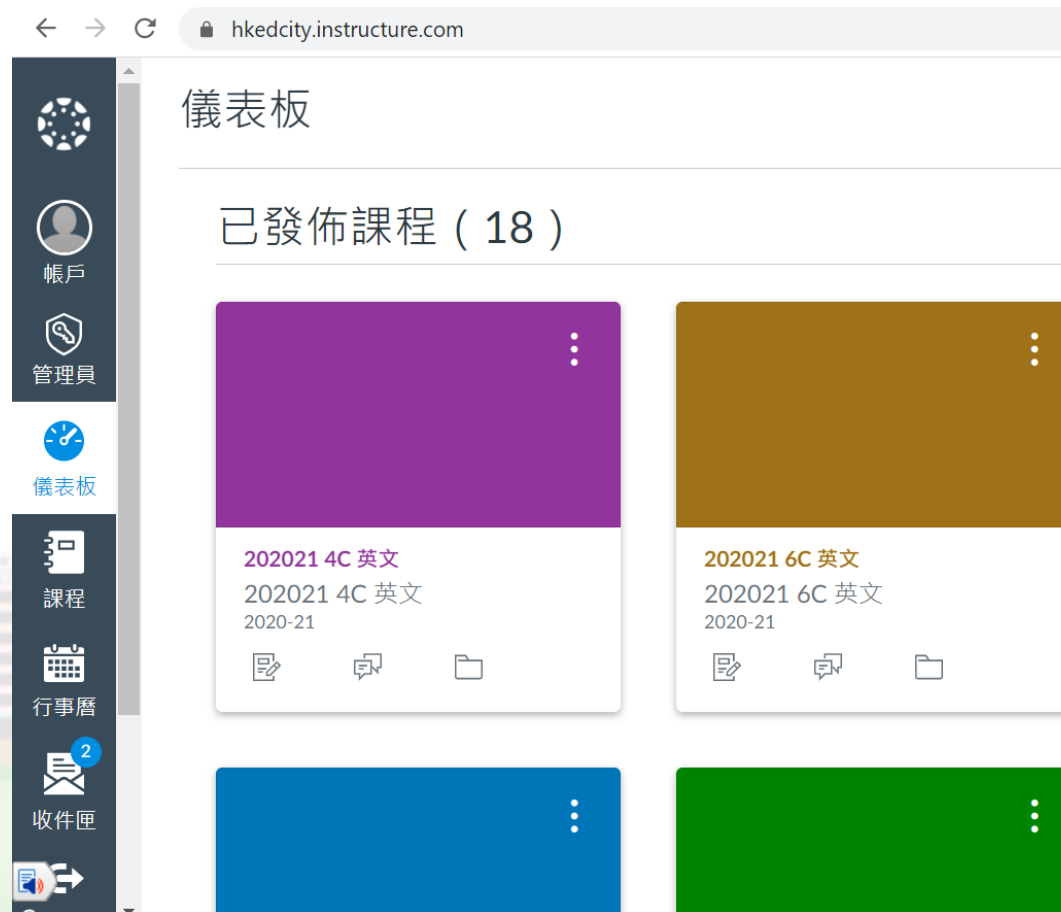 hkedcity.instructure.com
儀表板
已發佈課程（18）
帳戶
管理員
儀表板
課程
行事曆
2
收件匣
202021 4C 英文
202021 4C 英文
2020-21
202021 6C 英文
202021 6C 英文
2020-21